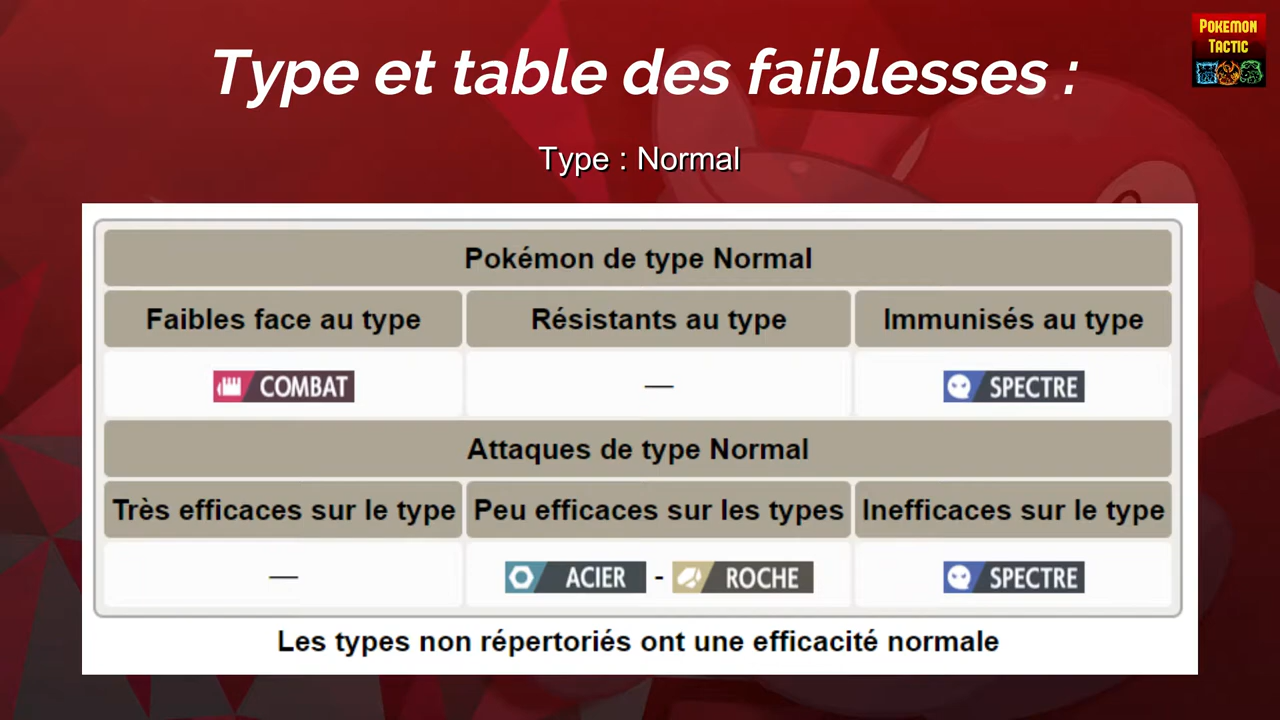 POKEMON
TACTIC
Type et table des faiblesses :
Type : Normal
Pokémon de type Normal
Faibles face au type Résistants au type Immunisés au type
COMBAT — SPECTRE
Attaques de type Normal
Très efficaces sur le type Peu efficaces sur les types Inefficaces sur le type
— ACIER - ROCHE SPECTRE
Les types non répertoriés ont une efficacité normale